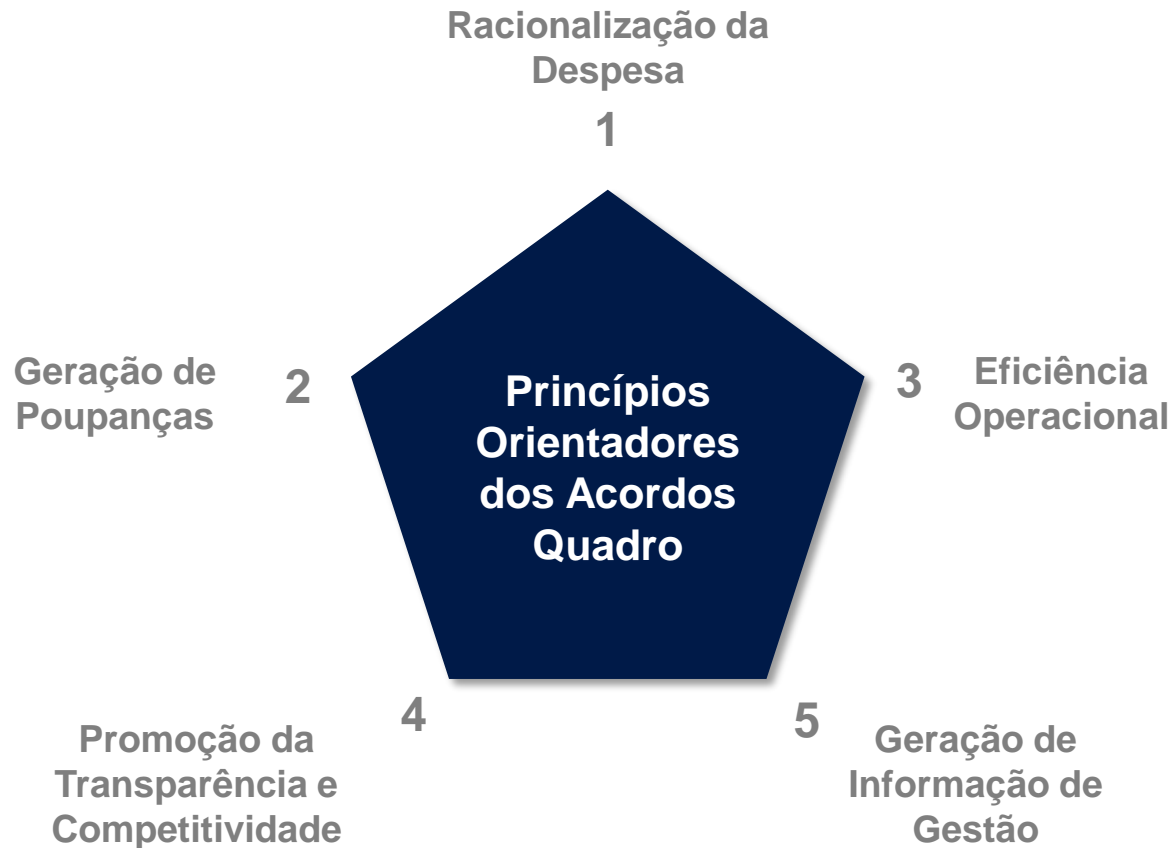 Racionalização da
Despesa
1
Geração de
Poupanças
2
Princípios
Orientadores
dos Acordos
Quadro
3
Eficiência
Operacional
4
Promoção da
Transparência e
Competitividade
5
Geração de
Informação de
Gestão